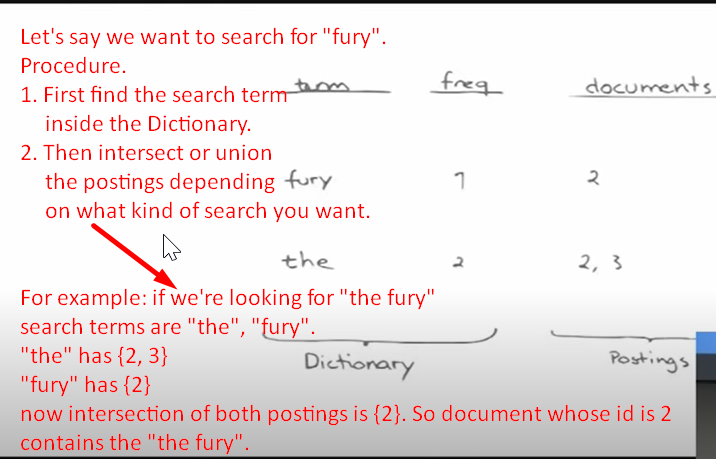 Let's say we want to search for "fury".
Procedure.
1. First find the search term
inside the Dictionary.
2. Then intersect or union
the postings depending
on what kind of search you want.
term freq documents
fury 1 2
the 2 2, 3
For example: if we're looking for "the fury"
search terms are "the", "fury".
"the" has {2, 3}
"fury" has {2}
now intersection of both postings is {2}. So document whose id is 2
contains the "the fury".
Dictionary Postings